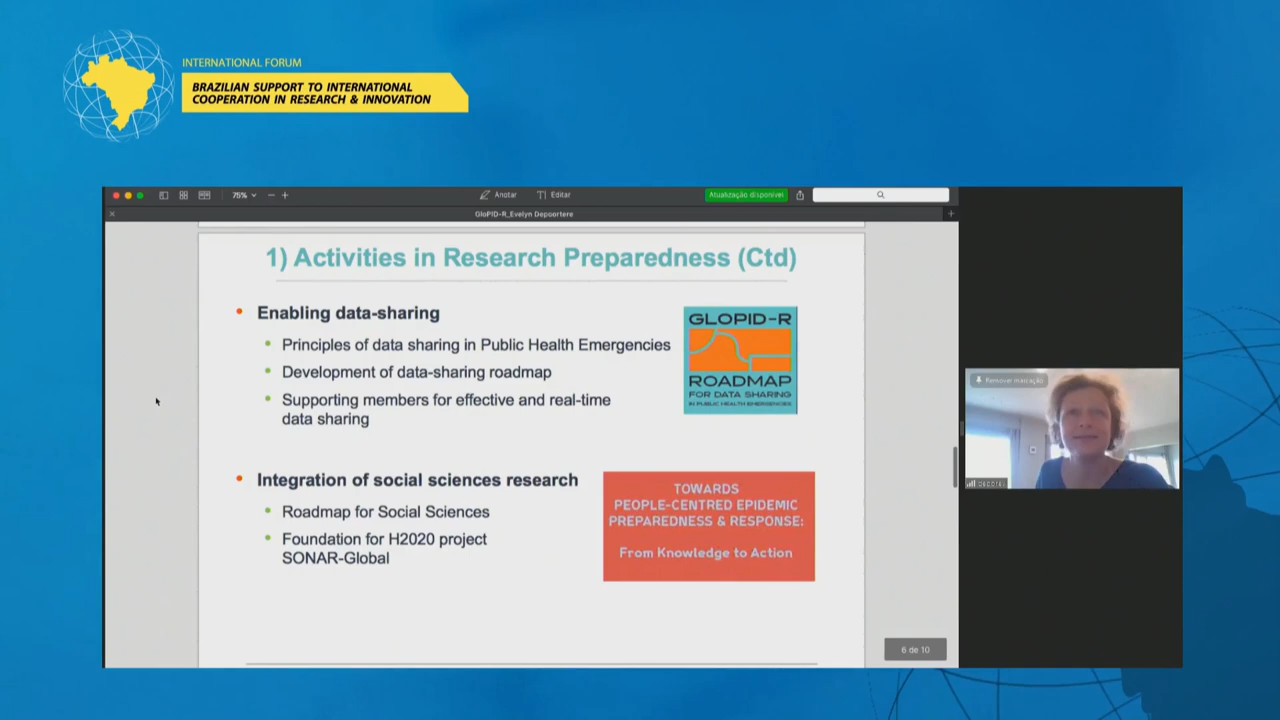 INTERNATIONAL FORUM
BRAZILIAN SUPPORT TO INTERNATIONAL
COOPERATION IN RESEARCH & INNOVATION
75%
Anotar
Editar
Atualização disponível
GloPID-R_Evelyn Depoortere
1) Activities in Research Preparedness (Ctd)
• Enabling data-sharing
• Principles of data sharing in Public Health Emergencies
• Development of data-sharing roadmap
• Supporting members for effective and real-time
data sharing
GLOPID-R
ROADMAP
FOR DATA SHARING
IN PUBLIC HEALTH EMERGENCIES
• Integration of social sciences research
• Roadmap for Social Sciences
• Foundation for H2020 project
SONAR-Global
TOWARDS
PEOPLE-CENTRED EPIDEMIC
PREPAREDNESS & RESPONSE:
From Knowledge to Action
6 de 10
Remover marcação